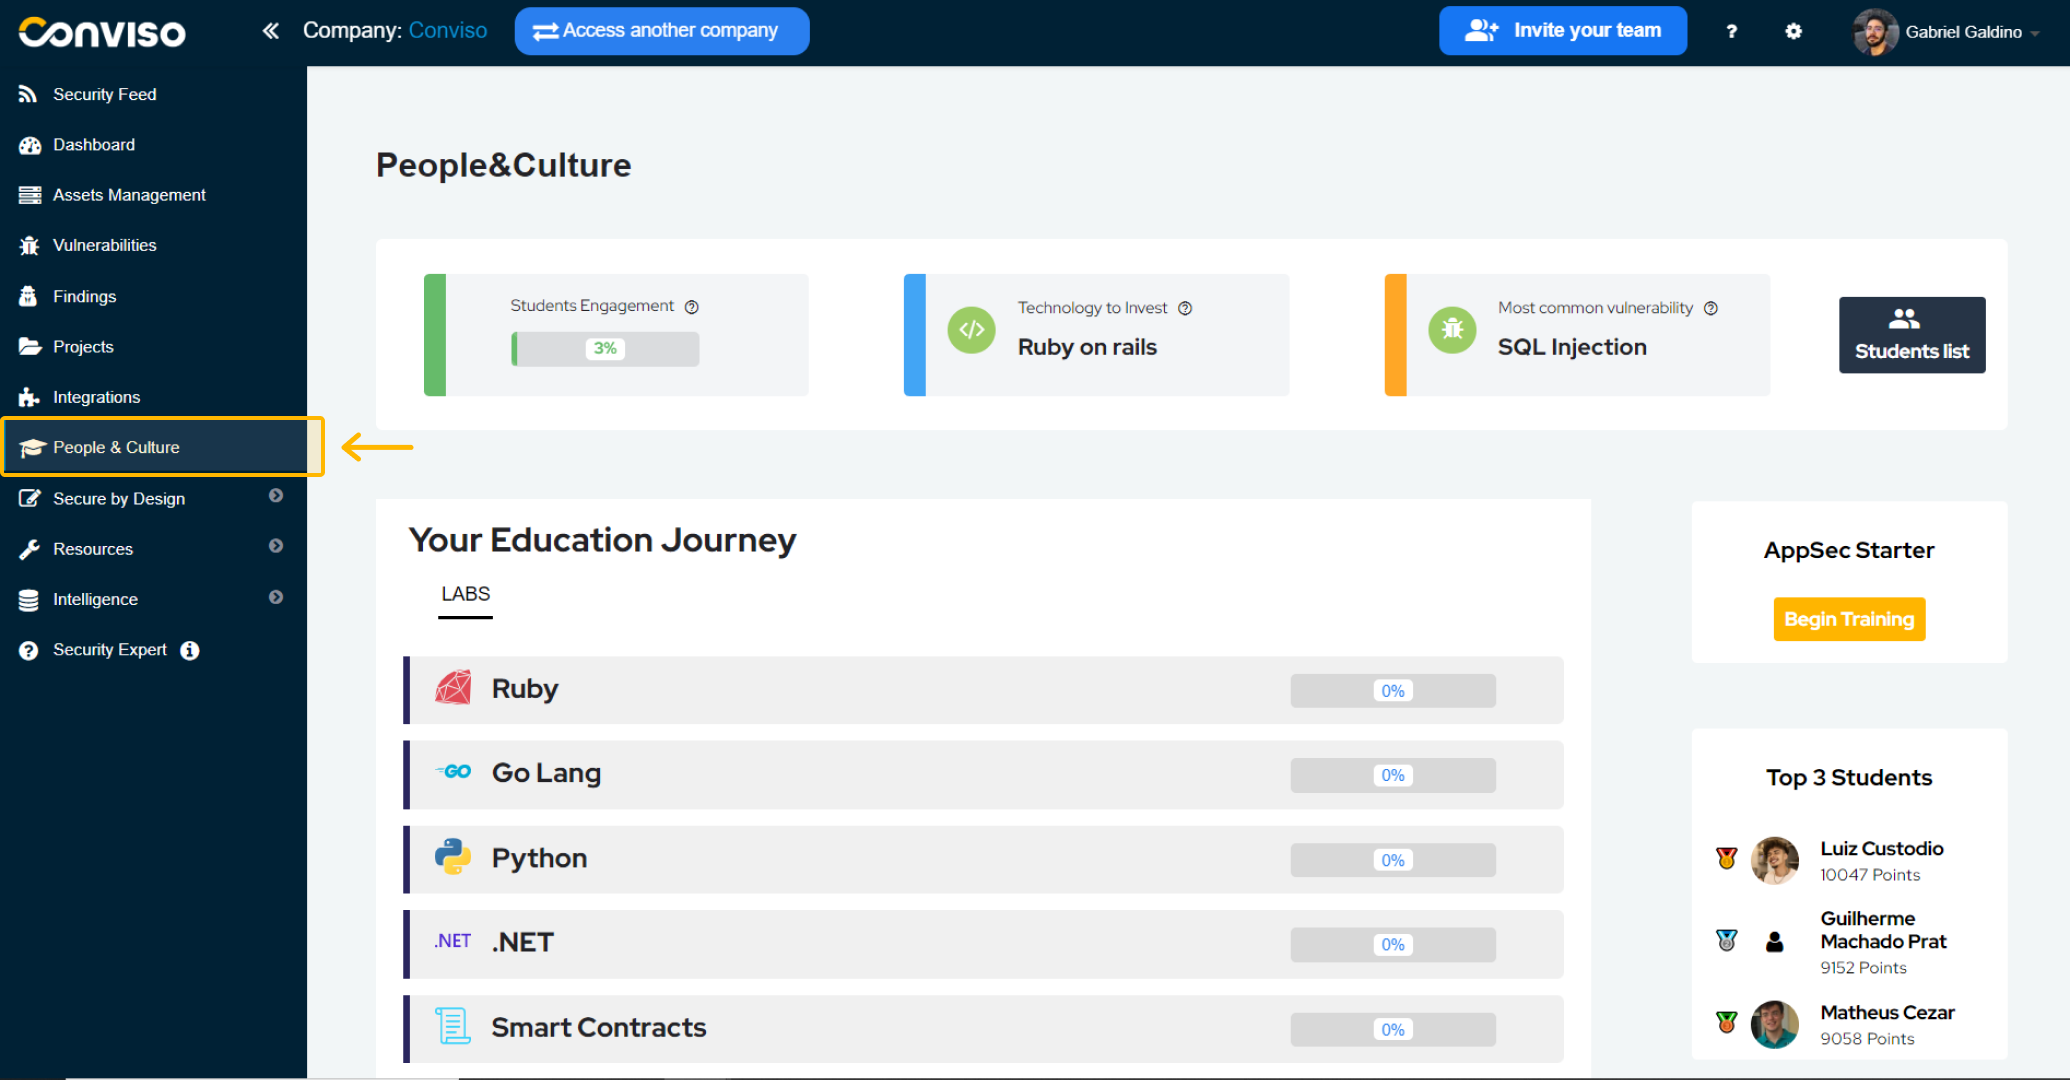 Conviso
Company: Conviso
Access another company
Invite your team
?
Gabriel Galdino
Security Feed
Dashboard
Assets Management
Vulnerabilities
Findings
Projects
Integrations
People & Culture
Secure by Design
Resources
Intelligence
Security Expert
People&Culture
Students Engagement
3%
Technology to Invest
Ruby on rails
Most common vulnerability
SQL Injection
Students list
Your Education Journey
LABS
Ruby
0%
GO
Go Lang
0%
Python
0%
.NET
.NET
0%
Smart Contracts
0%
AppSec Starter
Begin Training
Top 3 Students
Luiz Custodio
10047 Points
Guilherme
Machado Prat
9152 Points
Matheus Cezar
9058 Points